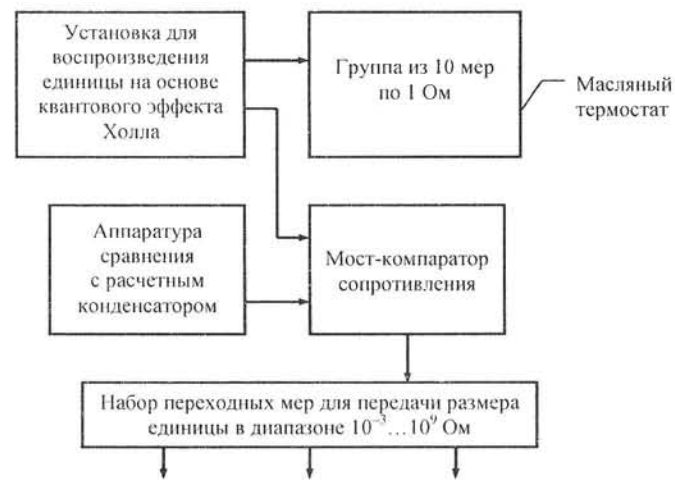 Установка для
воспроизведения
единицы на основе
квантового эффекта
Холла
Группа из 10 мер
по 1 Ом
Масляный
термостат
Аппаратура
сравнения
с расчетным
конденсатором
Мост-компаратор
сопротивления
Набор переходных мер для передачи размера
единицы в диапазоне 10⁻³...10⁹ Ом